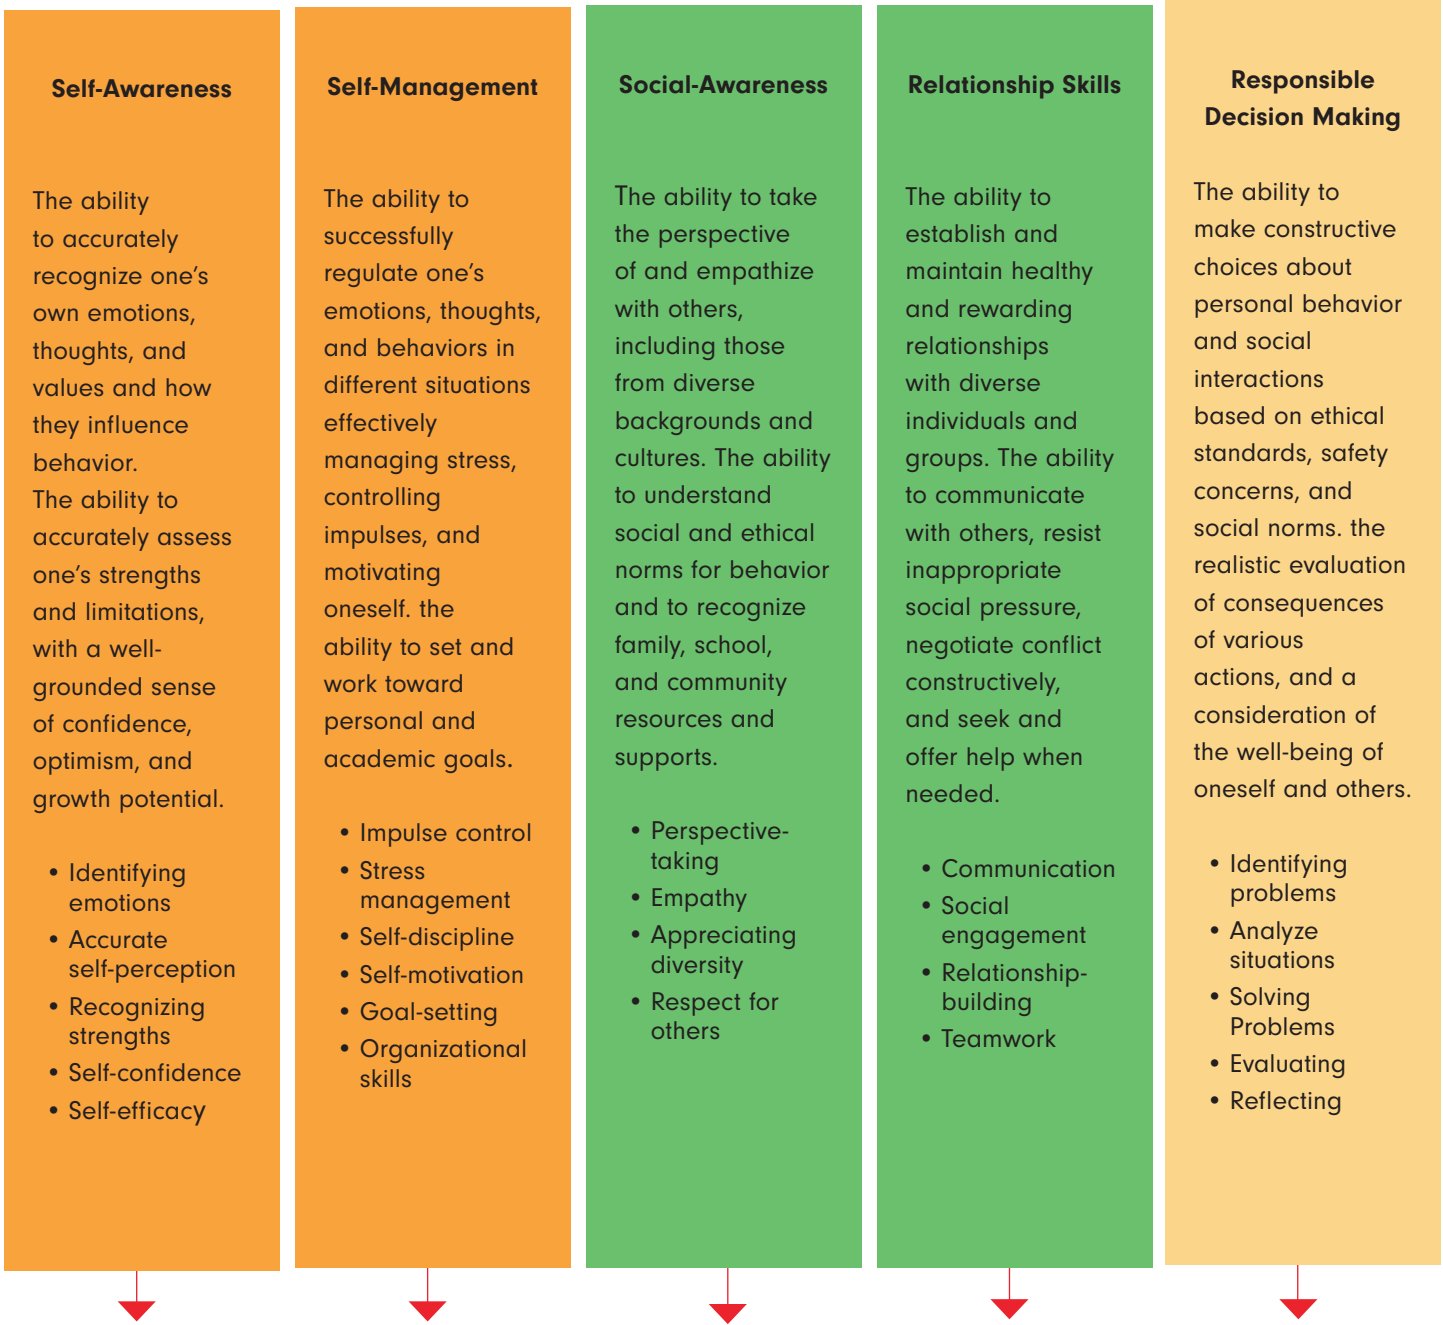 Self-Awareness
The ability
to accurately
recognize one’s
own emotions,
thoughts, and
values and how
they influence
behavior.
The ability to
accurately assess
one’s strengths
and limitations,
with a well-
grounded sense
of confidence,
optimism, and
growth potential.
• Identifying
emotions
• Accurate
self-perception
• Recognizing
strengths
• Self-confidence
• Self-efficacy
Self-Management
The ability to
successfully
regulate one’s
emotions, thoughts,
and behaviors in
different situations
effectively
managing stress,
controlling
impulses, and
motivating
oneself. the
ability to set and
work toward
personal and
academic goals.
• Impulse control
• Stress
management
• Self-discipline
• Self-motivation
• Goal-setting
• Organizational
skills
Social-Awareness
The ability to take
the perspective
of and empathize
with others,
including those
from diverse
backgrounds and
cultures. The ability
to understand
social and ethical
norms for behavior
and to recognize
family, school,
and community
resources and
supports.
• Perspective-
taking
• Empathy
• Appreciating
diversity
• Respect for
others
Relationship Skills
The ability to
establish and
maintain healthy
and rewarding
relationships
with diverse
individuals and
groups. The ability
to communicate
with others, resist
inappropriate
social pressure,
negotiate conflict
constructively,
and seek and
offer help when
needed.
• Communication
• Social
engagement
• Relationship-
building
• Teamwork
Responsible
Decision Making
The ability to
make constructive
choices about
personal behavior
and social
interactions
based on ethical
standards, safety
concerns, and
social norms. the
realistic evaluation
of consequences
of various
actions, and a
consideration of
the well-being of
oneself and others.
• Identifying
problems
• Analyze
situations
• Solving
Problems
• Evaluating
• Reflecting